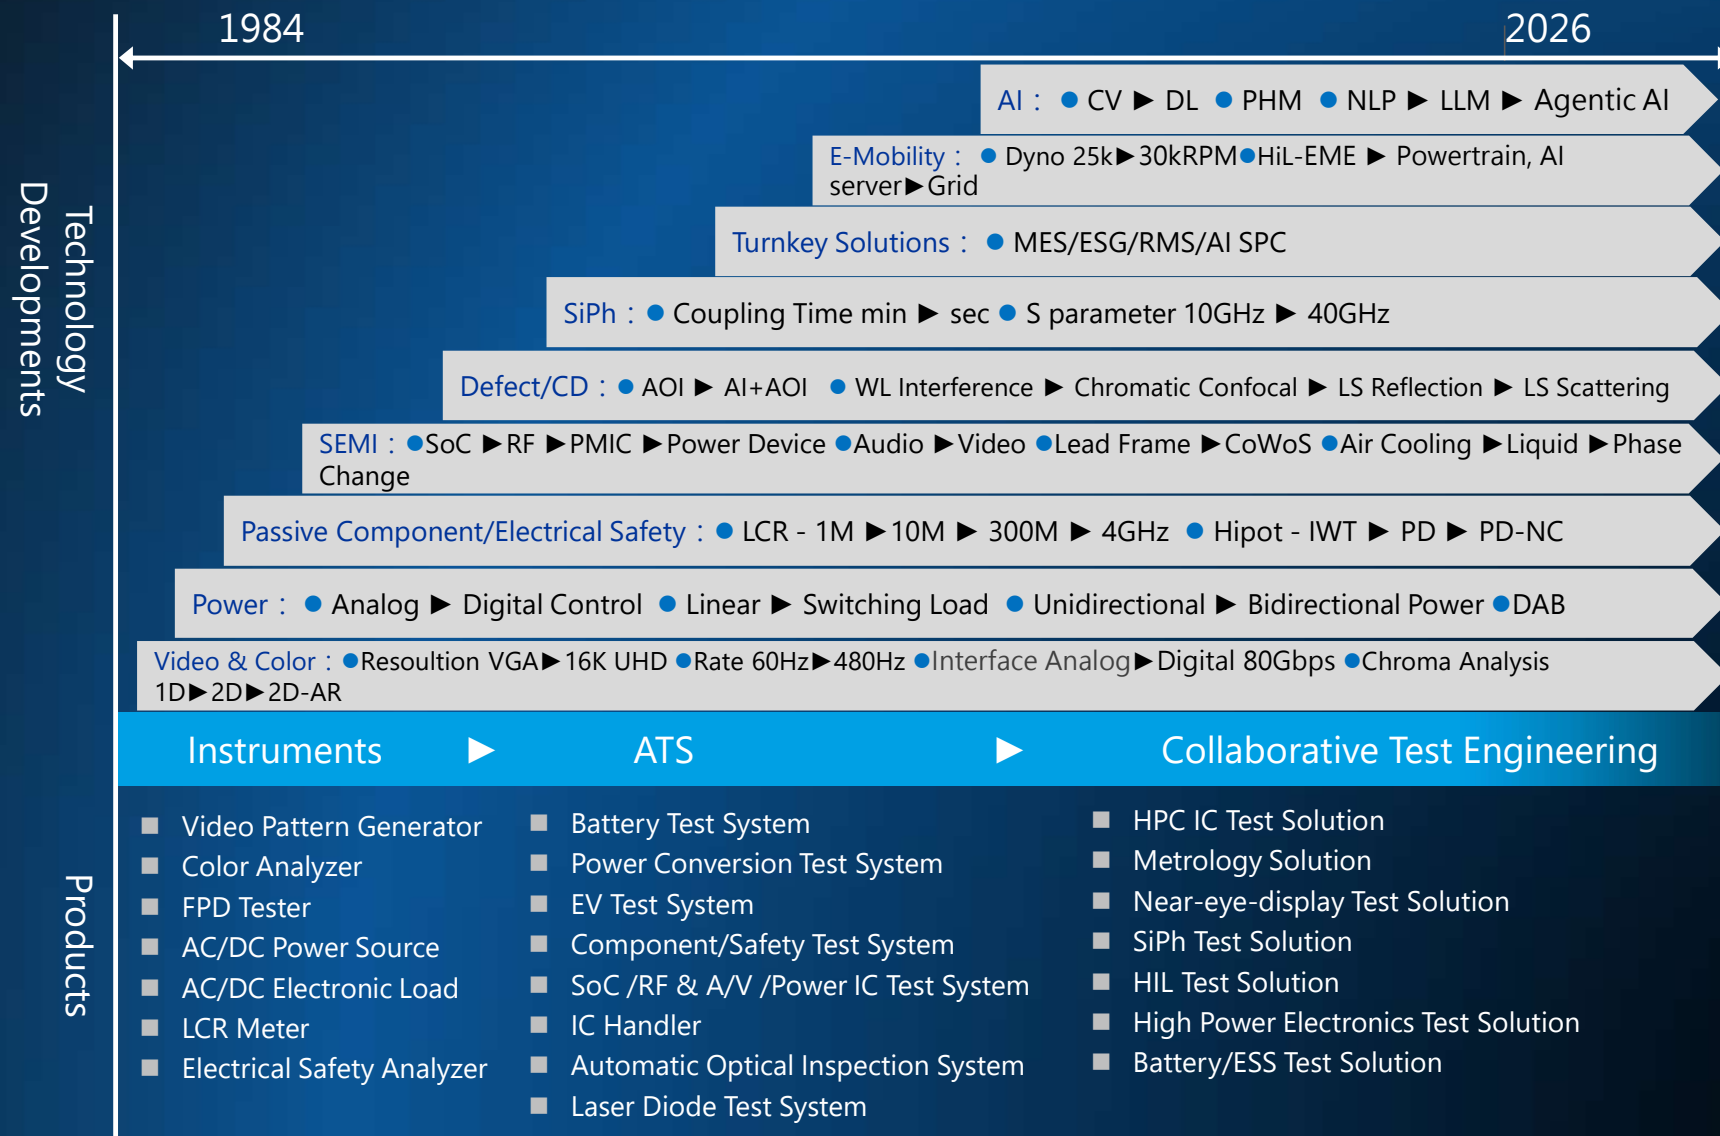 1984
2026
Technology
Developments
AI : ● CV ► DL ● PHM ● NLP ► LLM ► Agentic AI
E-Mobility : ● Dyno 25k►30kRPM●HiL-EME ► Powertrain, AI
server►Grid
Turnkey Solutions : ● MES/ESG/RMS/AI SPC
SiPh : ● Coupling Time min ► sec ● S parameter 10GHz ► 40GHz
Defect/CD : ● AOI ► AI+AOI ● WL Interference ► Chromatic Confocal ► LS Reflection ► LS Scattering
SEMI : ●SoC ►RF ►PMIC ►Power Device ●Audio ►Video ●Lead Frame ►CoWoS ●Air Cooling ►Liquid ►Phase
Change
Passive Component/Electrical Safety : ● LCR - 1M ►10M ► 300M ► 4GHz ● Hipot - IWT ► PD ► PD-NC
Power : ● Analog ► Digital Control ● Linear ► Switching Load ● Unidirectional ► Bidirectional Power ●DAB
Video & Color : ●Resoultion VGA►16K UHD ●Rate 60Hz►480Hz ●Interface Analog►Digital 80Gbps ●Chroma Analysis
1D►2D►2D-AR
Instruments ► ATS ► Collaborative Test Engineering
Products
■ Video Pattern Generator
■ Color Analyzer
■ FPD Tester
■ AC/DC Power Source
■ AC/DC Electronic Load
■ LCR Meter
■ Electrical Safety Analyzer
■ Battery Test System
■ Power Conversion Test System
■ EV Test System
■ Component/Safety Test System
■ SoC /RF & A/V /Power IC Test System
■ IC Handler
■ Automatic Optical Inspection System
■ Laser Diode Test System
■ HPC IC Test Solution
■ Metrology Solution
■ Near-eye-display Test Solution
■ SiPh Test Solution
■ HIL Test Solution
■ High Power Electronics Test Solution
■ Battery/ESS Test Solution